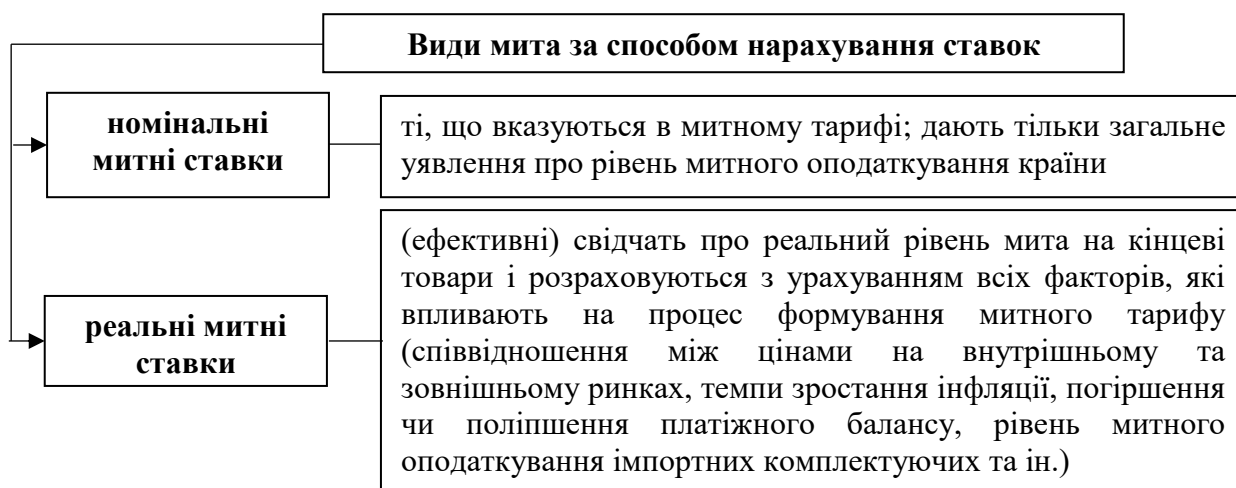 Види мита за способом нарахування ставок
номінальні
митні ставки
ті, що вказуються в митному тарифі; дають тільки загальне
уявлення про рівень митного оподаткування країни
реальні митні
ставки
(ефективні) свідчать про реальний рівень мита на кінцеві
товари і розраховуються з урахуванням всіх факторів, які
впливають на процес формування митного тарифу
(співвідношення між цінами на внутрішньому та
зовнішньому ринках, темпи зростання інфляції, погіршення
чи поліпшення платіжного балансу, рівень митного
оподаткування імпортних комплектуючих та ін.)